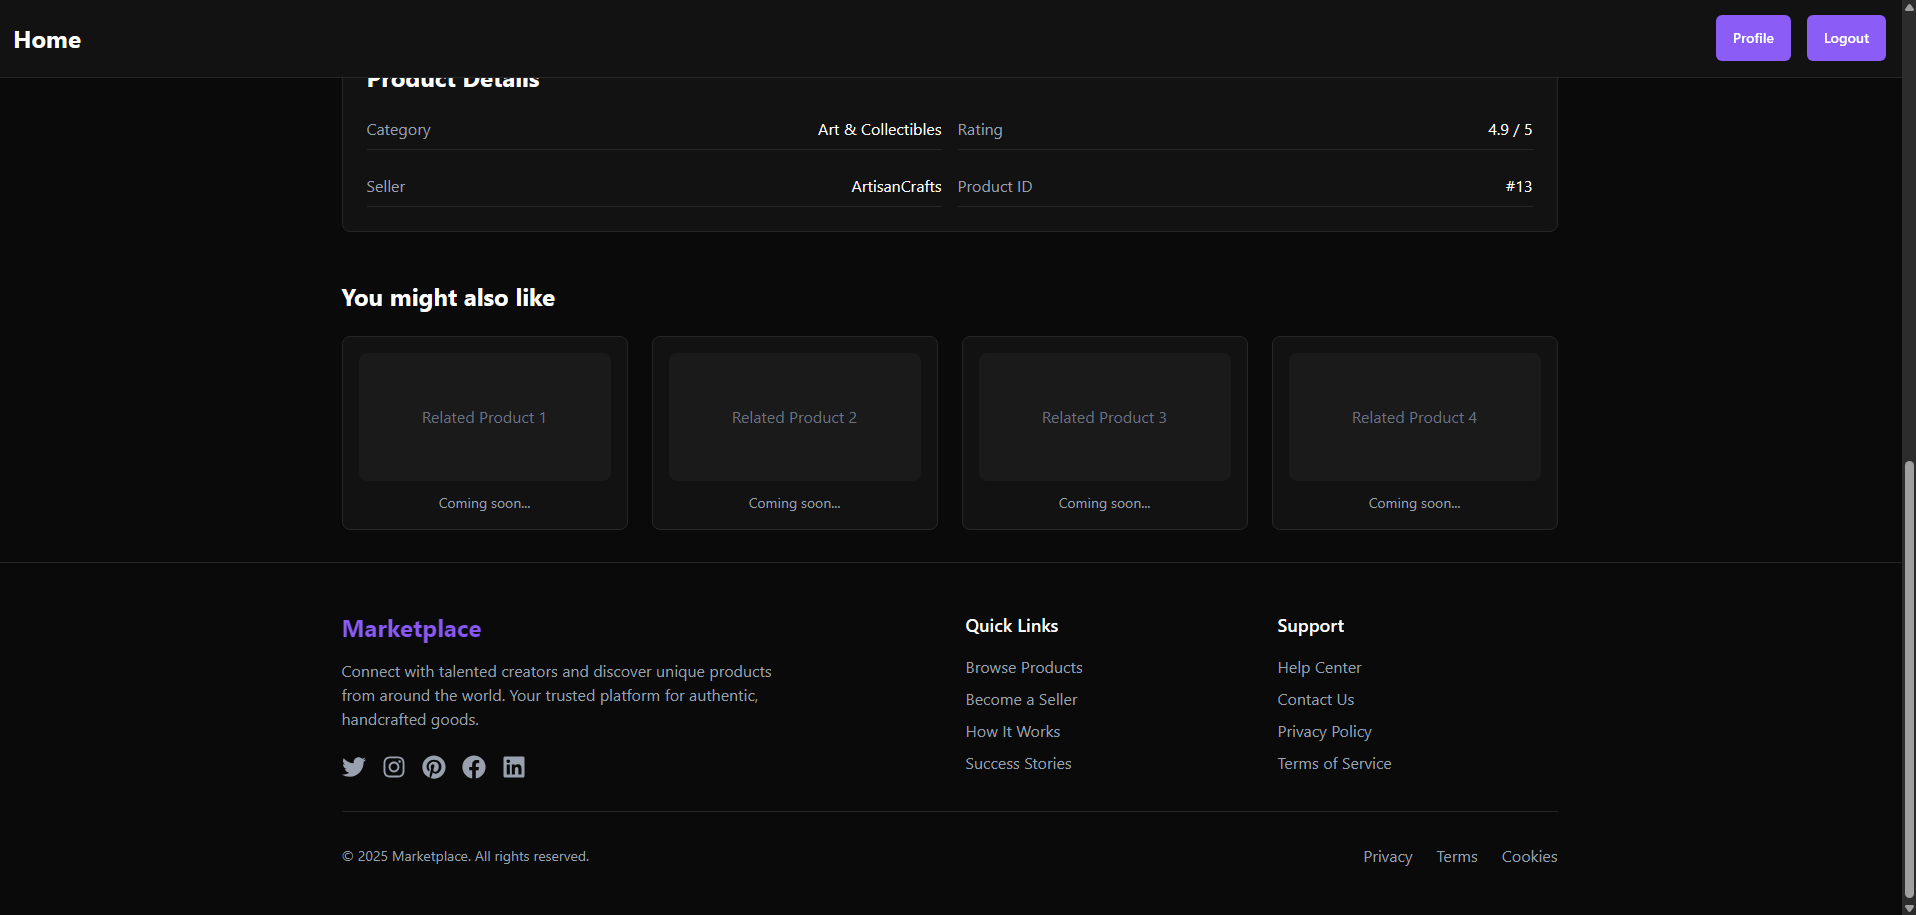 Home
Profile
Logout
Product Details
Category
Art & Collectibles
Rating
4.9 / 5
Seller
ArtisanCrafts
Product ID
#13
You might also like
Related Product 1
Related Product 2
Related Product 3
Related Product 4
Coming soon...
Coming soon...
Coming soon...
Coming soon...
Marketplace
Connect with talented creators and discover unique products
from around the world. Your trusted platform for authentic,
handcrafted goods.
Quick Links
Browse Products
Become a Seller
How It Works
Success Stories
Support
Help Center
Contact Us
Privacy Policy
Terms of Service
© 2025 Marketplace. All rights reserved.
Privacy
Terms
Cookies